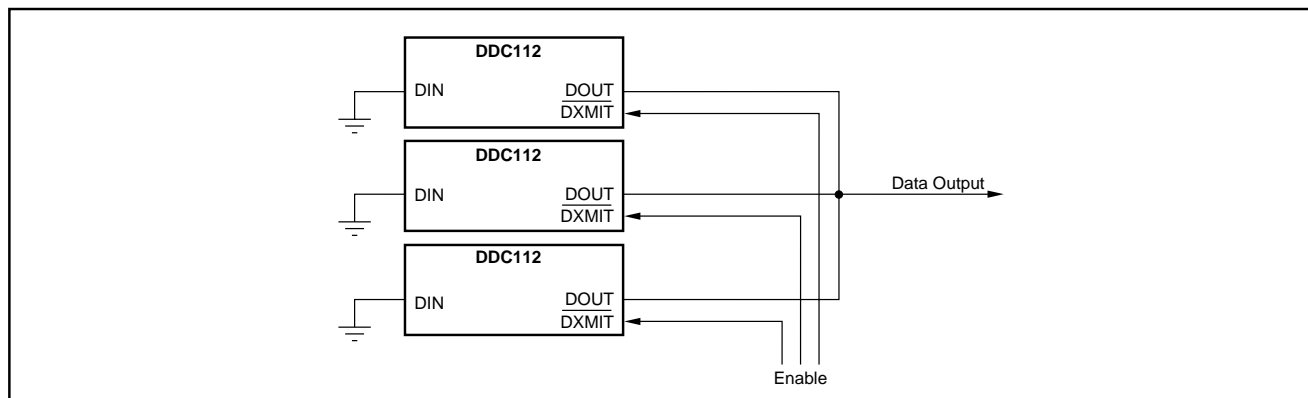 DDC112
DIN
DOUT
DXMIT
DDC112
DIN
DOUT
DXMIT
Data Output
DDC112
DIN
DOUT
DXMIT
Enable